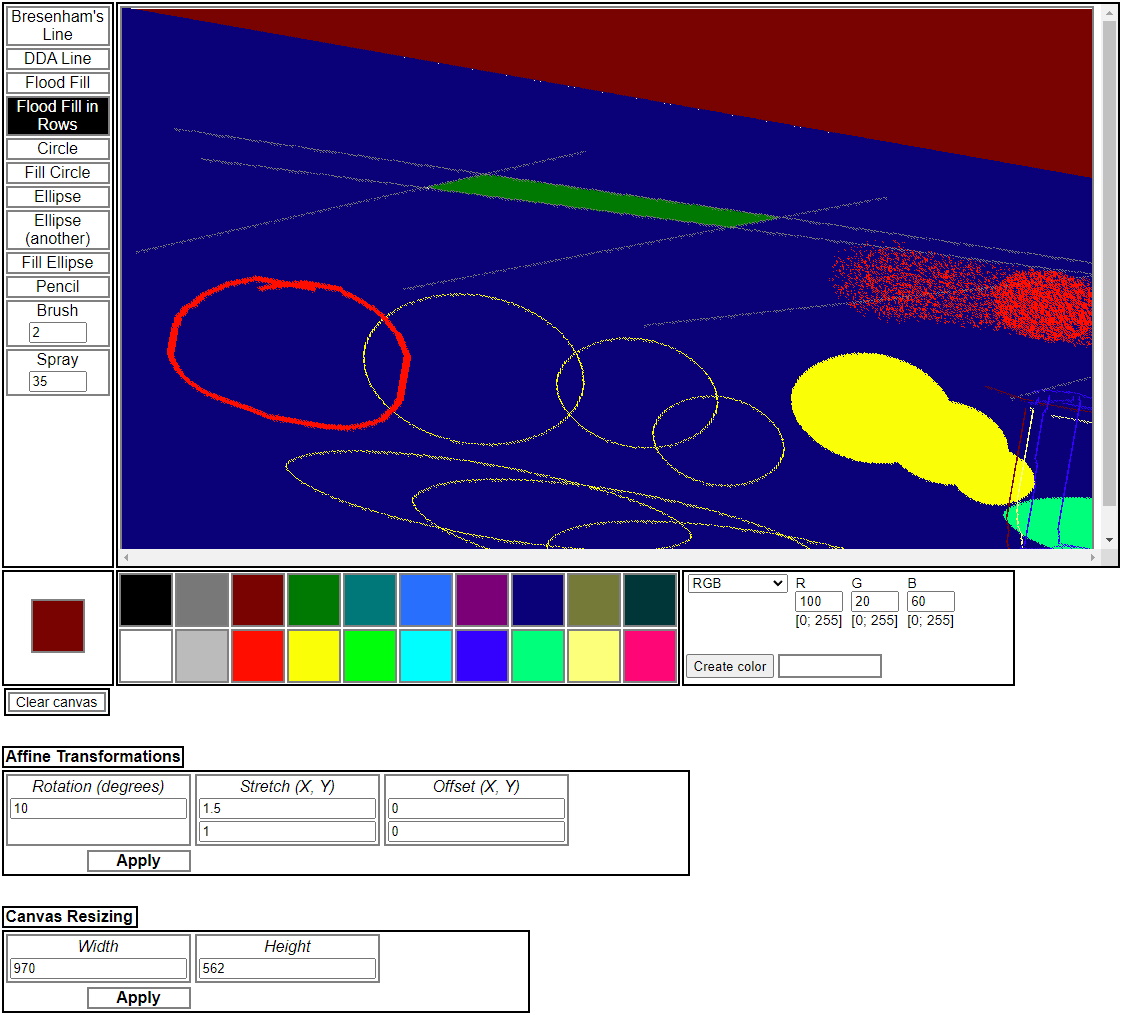 Bresenham's
Line
DDA Line
Flood Fill
Flood Fill in
Rows
Circle
Fill Circle
Ellipse
Ellipse
(another)
Fill Ellipse
Pencil
Brush
2
Spray
35
RGB
R G B
100 20 60
[0; 255] [0; 255] [0; 255]
Create color
Clear canvas
Affine Transformations
Rotation (degrees) Stretch (X, Y) Offset (X, Y)
10 1.5 0
1 0
Apply
Canvas Resizing
Width Height
970 562
Apply